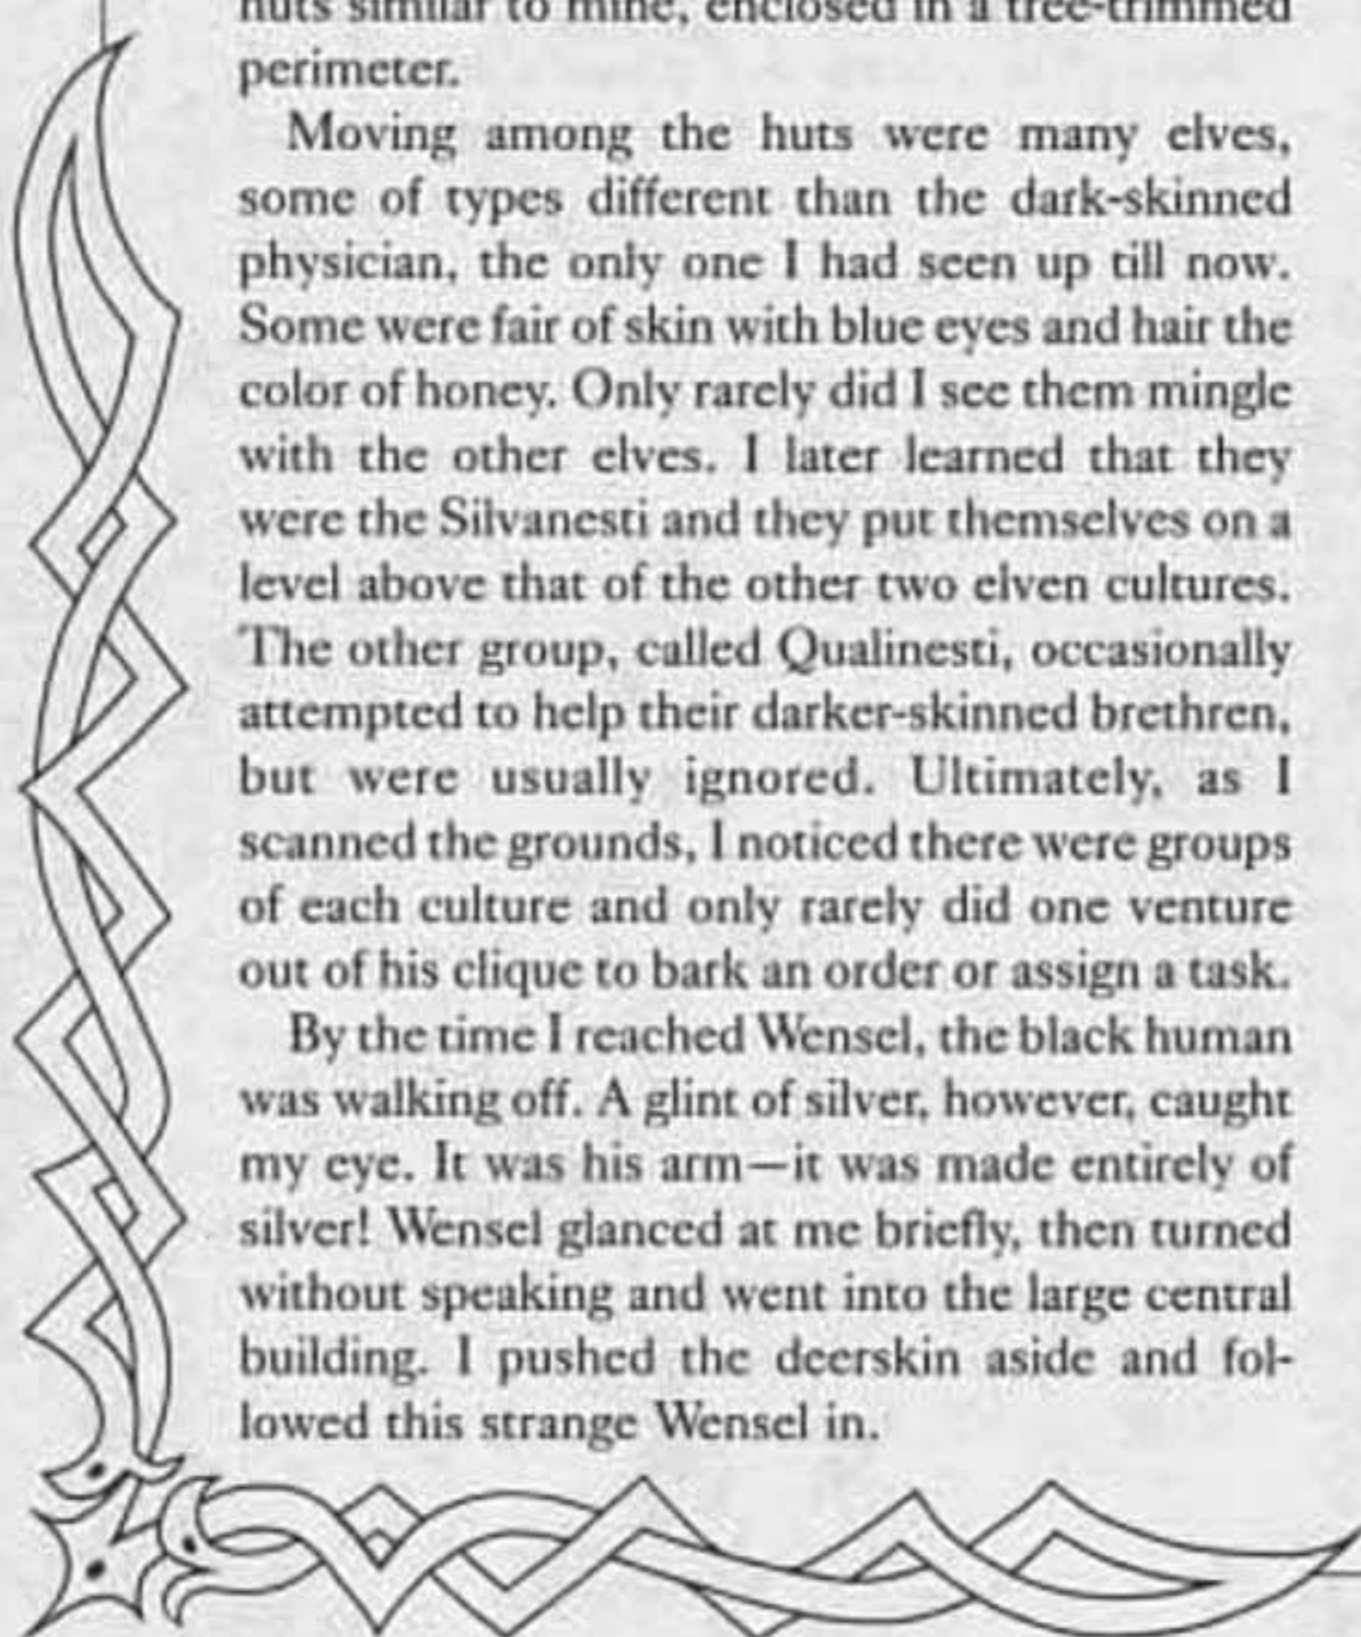 huts similar to mine, enclosed in a tree-trimmed
perimeter.
Moving among the huts were many elves,
some of types different than the dark-skinned
physician, the only one I had seen up till now.
Some were fair of skin with blue eyes and hair the
color of honey. Only rarely did I see them mingle
with the other elves. I later learned that they
were the Silvanesti and they put themselves on a
level above that of the other two elven cultures.
The other group, called Qualinesti, occasionally
attempted to help their darker-skinned brethren,
but were usually ignored. Ultimately, as I
scanned the grounds, I noticed there were groups
of each culture and only rarely did one venture
out of his clique to bark an order or assign a task.
By the time I reached Wensel, the black human
was walking off. A glint of silver, however, caught
my eye. It was his arm—it was made entirely of
silver! Wensel glanced at me briefly, then turned
without speaking and went into the large central
building. I pushed the deerskin aside and fol-
lowed this strange Wensel in.